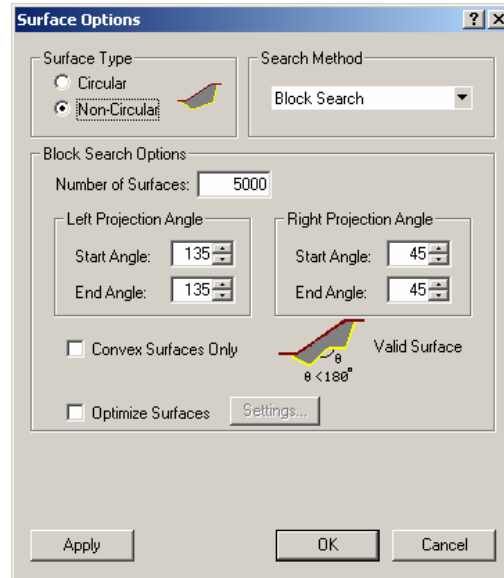 Surface Options
Surface Type
Circular
Non-Circular
Search Method
Block Search
Block Search Options
Number of Surfaces: 5000
Left Projection Angle
Start Angle: 135
End Angle: 135
Right Projection Angle
Start Angle: 45
End Angle: 45
Convex Surfaces Only
θ
θ <180°
Valid Surface
Optimize Surfaces
Settings...
Apply
OK
Cancel